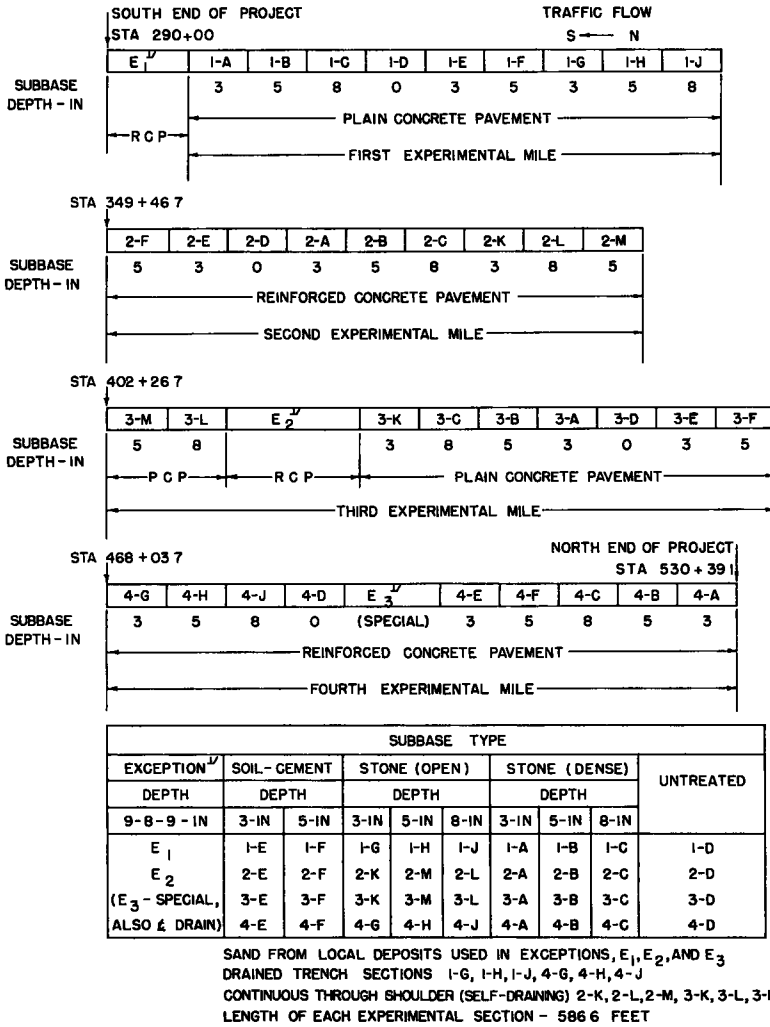 SOUTH END OF PROJECT TRAFFIC FLOW
STA 290+00 S N
E1 1/ 1-A 1-B 1-C 1-D 1-E 1-F 1-G 1-H 1-J
SUBBASE DEPTH-IN 3 5 8 0 3 5 3 5 8
PLAIN CONCRETE PAVEMENT
RCP
FIRST EXPERIMENTAL MILE
STA 349+46 7
2-F 2-E 2-D 2-A 2-B 2-C 2-K 2-L 2-M
SUBBASE DEPTH-IN 5 3 0 3 5 8 3 8 5
REINFORCED CONCRETE PAVEMENT
SECOND EXPERIMENTAL MILE
STA 402+26 7
3-M 3-L E2 1/ 3-K 3-C 3-B 3-A 3-D 3-E 3-F
SUBBASE DEPTH-IN 5 8 3 8 5 3 0 3 5
PCP RCP PLAIN CONCRETE PAVEMENT
THIRD EXPERIMENTAL MILE
STA 468+03 7 NORTH END OF PROJECT
STA 530+39 1
4-G 4-H 4-J 4-D E3 1/ 4-E 4-F 4-C 4-B 4-A
SUBBASE DEPTH-IN 3 5 8 0 (SPECIAL) 3 5 8 5 3
REINFORCED CONCRETE PAVEMENT
FOURTH EXPERIMENTAL MILE
SUBBASE TYPE
EXCEPTION 1/ SOIL-CEMENT STONE (OPEN) STONE (DENSE) UNTREATED
DEPTH DEPTH DEPTH DEPTH
9-8-9-IN 3-IN 5-IN 3-IN 5-IN 8-IN 3-IN 5-IN 8-IN
E1 1-E 1-F 1-G 1-H 1-J 1-A 1-B 1-C 1-D
E2 2-E 2-F 2-K 2-M 2-L 2-A 2-B 2-C 2-D
(E3-SPECIAL, 3-E 3-F 3-K 3-M 3-L 3-A 3-B 3-C 3-D
ALSO ℄ DRAIN) 4-E 4-F 4-G 4-H 4-J 4-A 4-B 4-C 4-D
SAND FROM LOCAL DEPOSITS USED IN EXCEPTIONS, E1, E2, AND E3
DRAINED TRENCH SECTIONS 1-G, 1-H, 1-J, 4-G, 4-H, 4-J
CONTINUOUS THROUGH SHOULDER (SELF-DRAINING) 2-K, 2-L, 2-M, 3-K, 3-L,
LENGTH OF EACH EXPERIMENTAL SECTION - 586 6 FEET